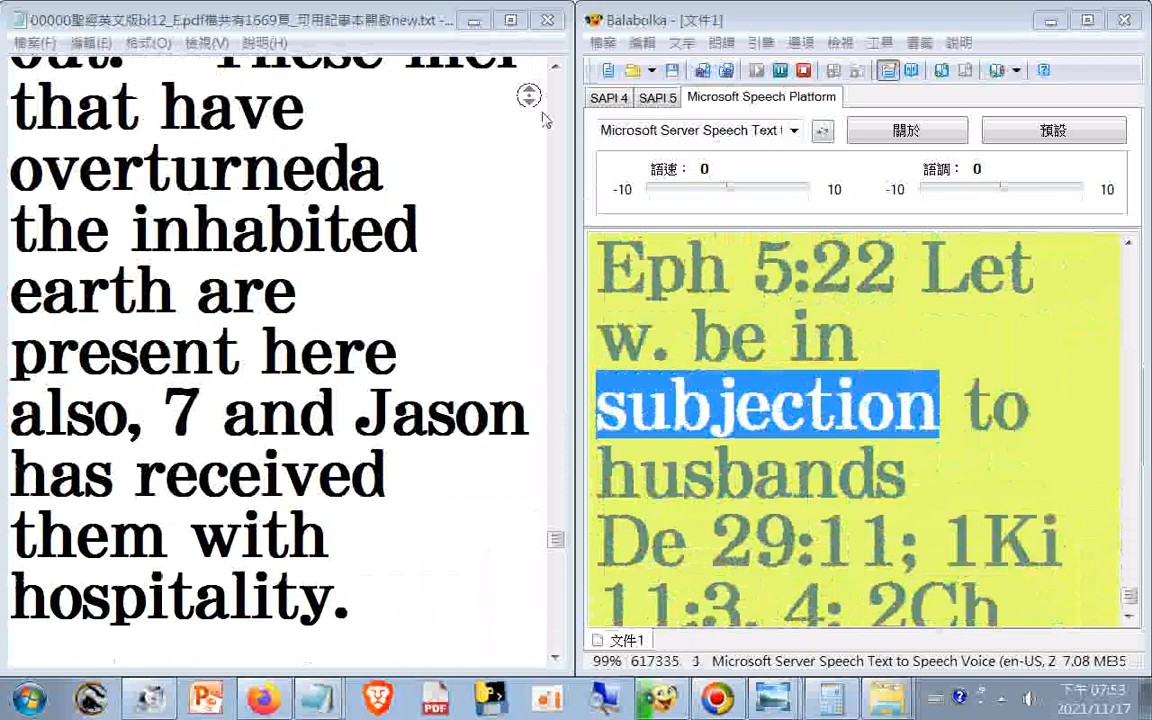 00000聖經英文版bi12_E.pdf檔共有1669頁_可用記事本開啟new.txt -...
檔案(F) 編輯(E) 格式(O) 檢視(V) 說明(H)
that have
overturneda
the inhabited
earth are
present here
also, 7 and Jason
has received
them with
hospitality.
Balabolka - [文件1]
檔案 編輯 文字 朗讀 引擎 選項 檢視 工具 書籤 說明
SAPI 4 SAPI 5 Microsoft Speech Platform
Microsoft Server Speech Text 關於 預設
語速： 0 語調： 0
-10 10 -10 10
Eph 5:22 Let
w. be in
subjection to
husbands
De 29:11; 1Ki
11:3, 4; 2Ch
文件1
99% 617335 Microsoft Server Speech Text to Speech Voice (en-US, Z 7.08 MB
下午 07:53
2021/11/17